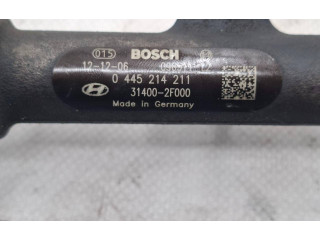 015 BOSCH
12-12-06
0 445 214 211
31400-2F000
Made in Germany